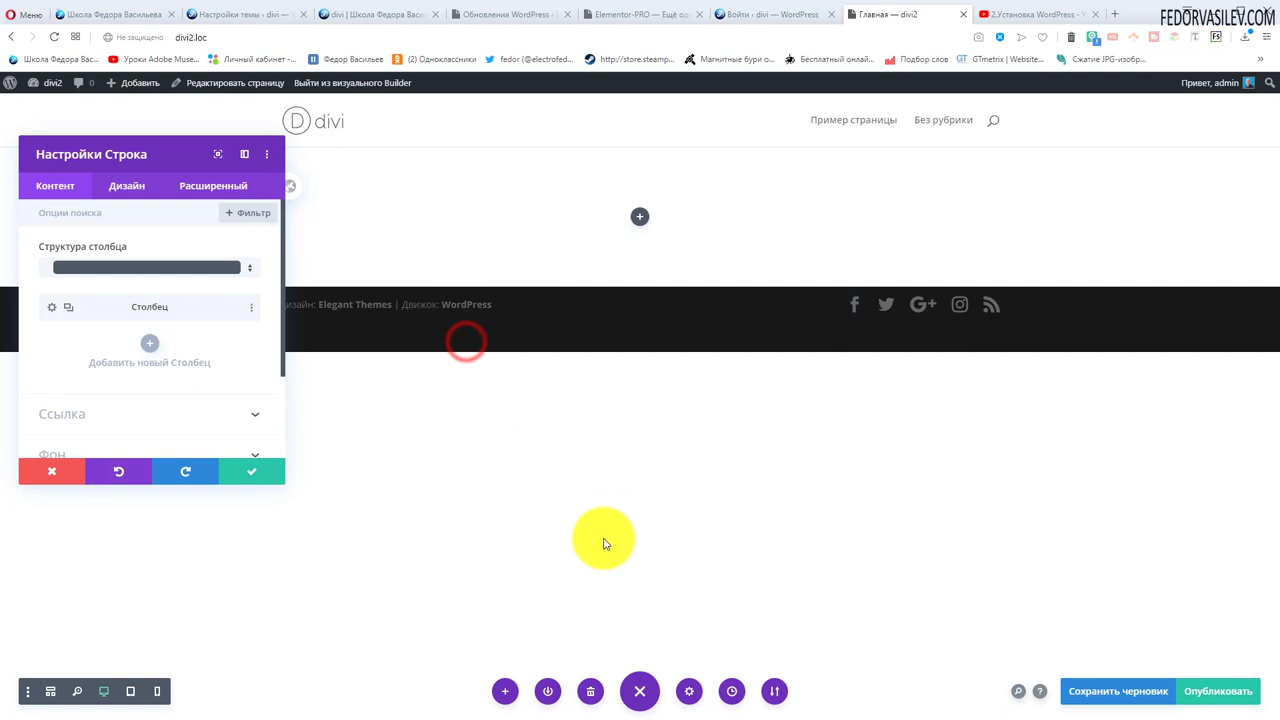 Меню
Школа Федора Васильева
Настройки темы ‹ divi — W
divi | Школа Федора Васи
Обновления WordPress ‹ E
Elementor-PRO — Ещё од
Войти ‹ divi — WordPress
Главная — divi2
2.Установка WordPress - Y
FEDORVASILEV.COM
Не защищено
divi2.loc
Школа Федора Вас...
Уроки Adobe Muse...
Личный кабинет -...
Федор Васильев
(2) Одноклассники
fedor (@electrofed...
http://store.steamp...
Магнитные бури о...
Бесплатный онлай...
Подбор слов
GTmetrix | Website...
Сжатие JPG-изобр...
divi2
0
Добавить
Редактировать страницу
Выйти из визуального Builder
Привет, admin
D divi
Пример страницы
Без рубрики
Настройки Строка
Контент
Дизайн
Расширенный
Опции поиска
+ Фильтр
Структура столбца
Столбец
Добавить новый Столбец
Ссылка
Фон
изайн: Elegant Themes | Движок: WordPress
Сохранить черновик
Опубликовать